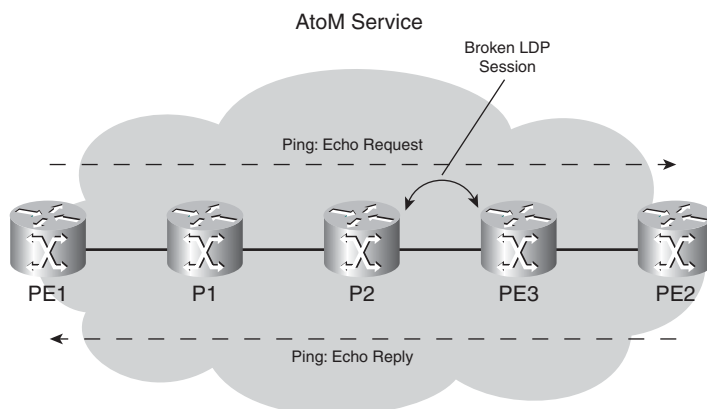 AtoM Service
Broken LDP
Session
Ping: Echo Request
PE1
P1
P2
PE3
PE2
Ping: Echo Reply